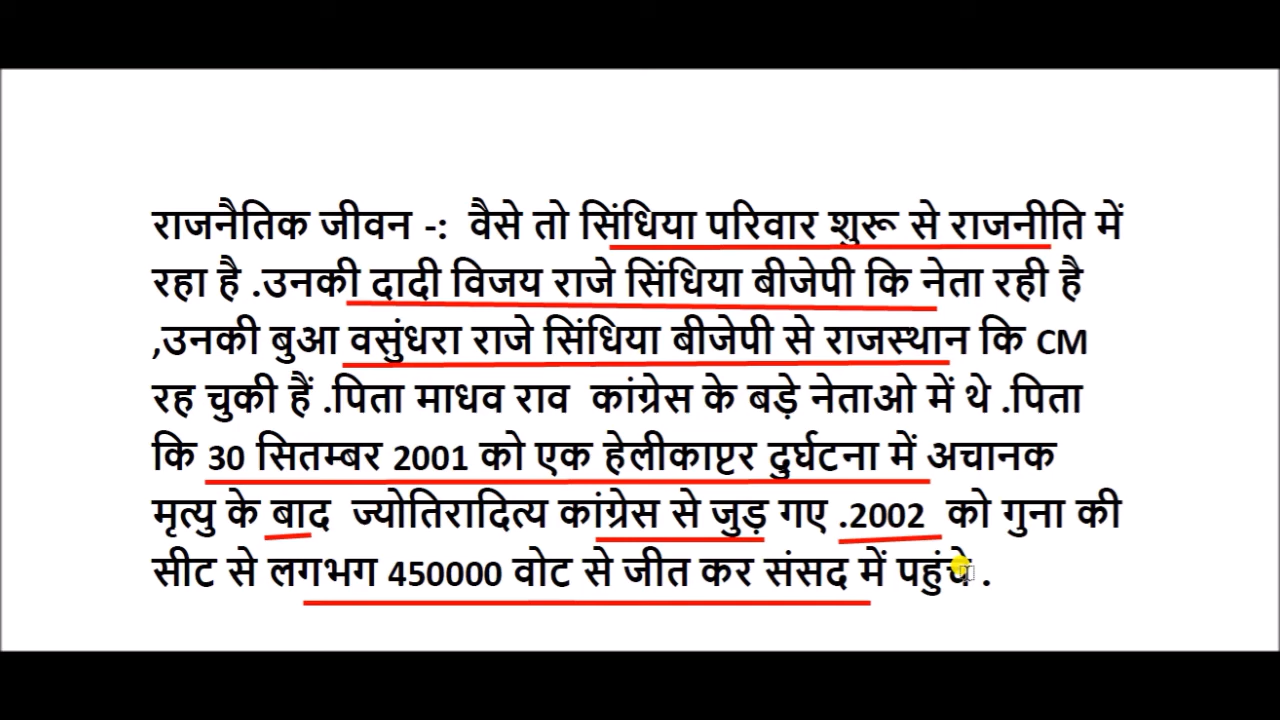 राजनैतिक जीवन -: वैसे तो सिंधिया परिवार शुरू से राजनीति में
रहा है .उनकी दादी विजय राजे सिंधिया बीजेपी कि नेता रही है
,उनकी बुआ वसुंधरा राजे सिंधिया बीजेपी से राजस्थान कि CM
रह चुकी हैं .पिता माधव राव कांग्रेस के बड़े नेताओ में थे .पिता
कि 30 सितम्बर 2001 को एक हेलीकाप्टर दुर्घटना में अचानक
मृत्यु के बाद ज्योतिरादित्य कांग्रेस से जुड़ गए .2002 को गुना की
सीट से लगभग 450000 वोट से जीत कर संसद में पहुंचे .